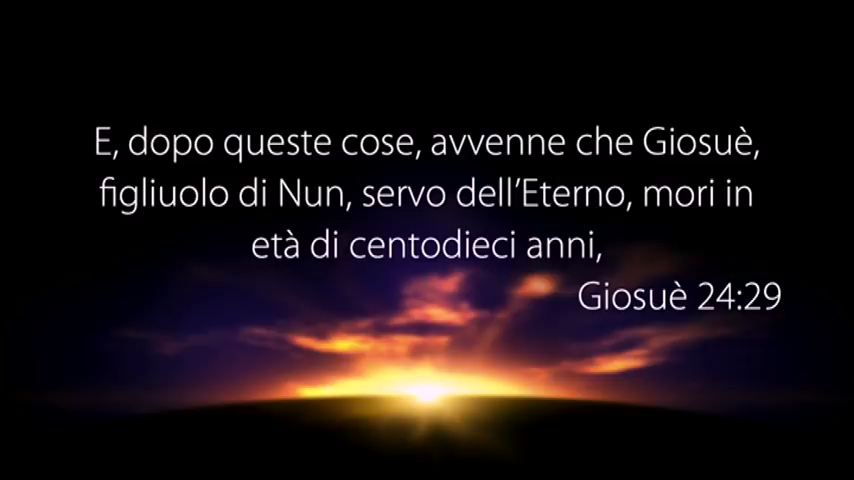 E, dopo queste cose, avvenne che Giosuè,
figliuolo di Nun, servo dell’Eterno, mori in
età di centodieci anni,
Giosuè 24:29